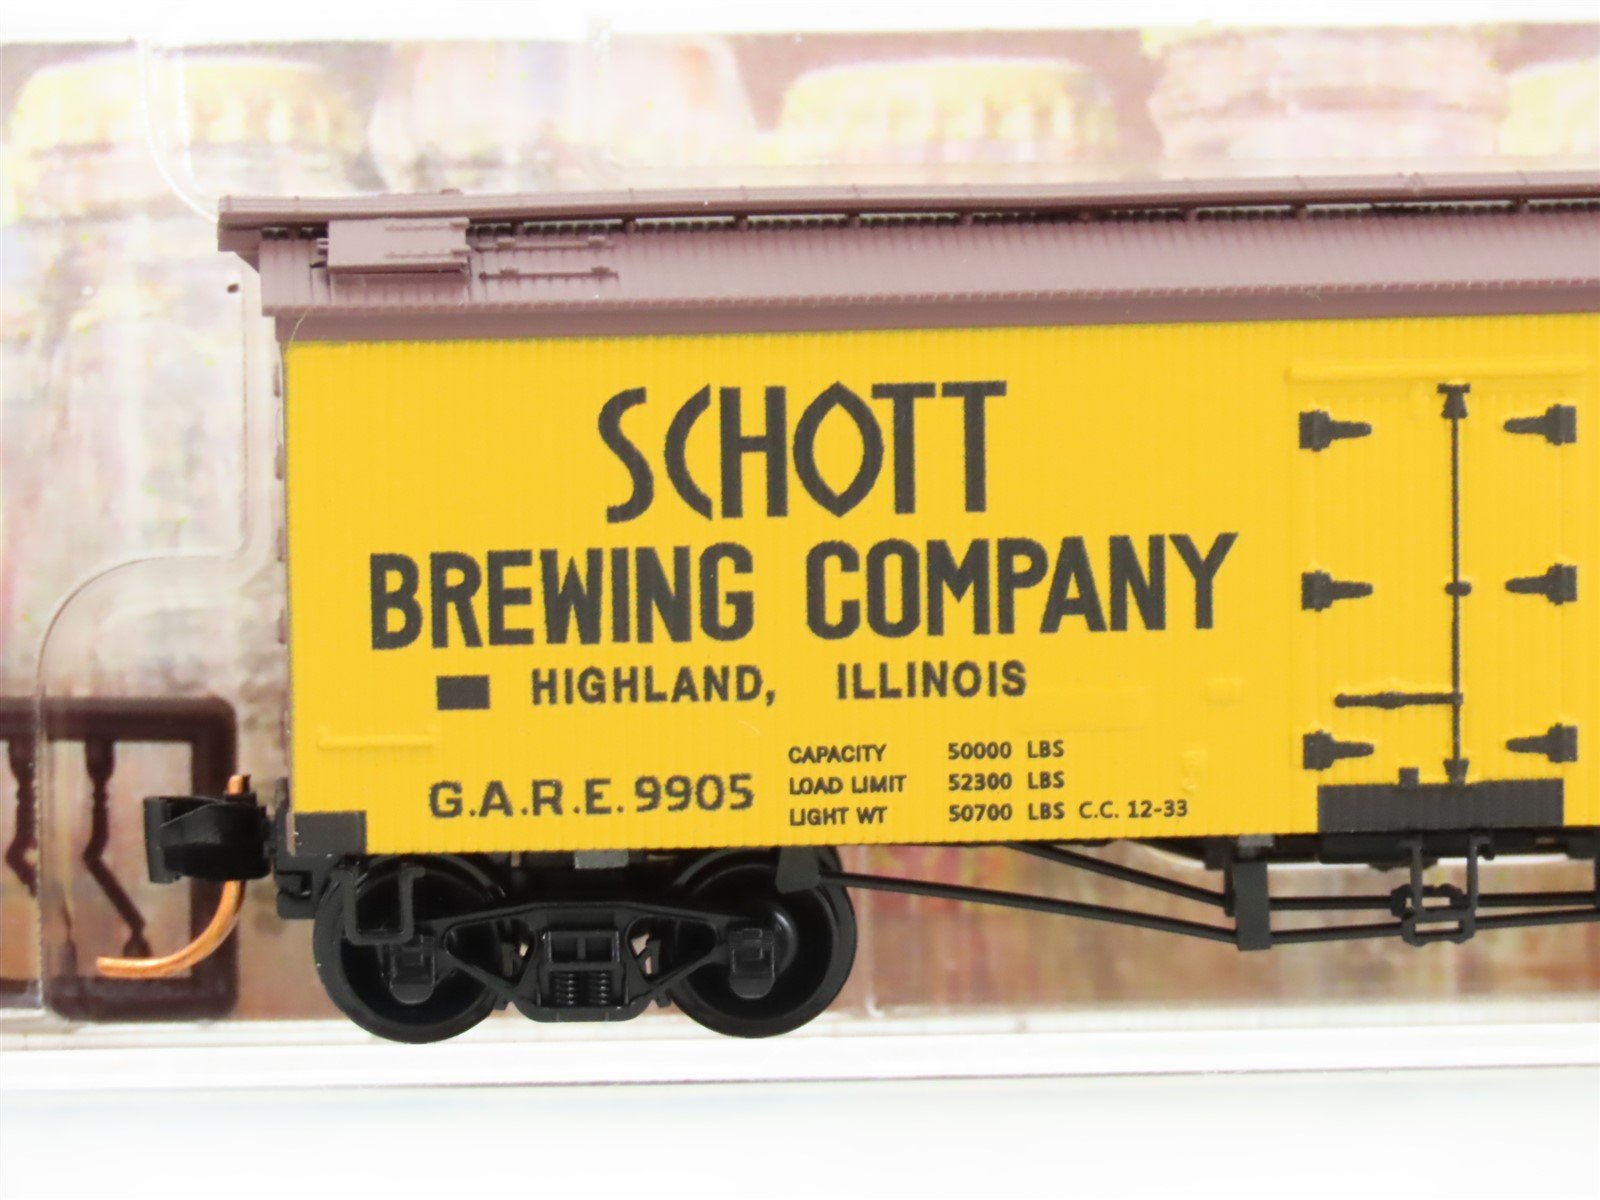 SCHOTT
BREWING COMPANY
HIGHLAND, ILLINOIS
CAPACITY 50000 LBS
LOAD LIMIT 52300 LBS
LIGHT WT 50700 LBS C.C. 12-33
G.A.R.E. 9905